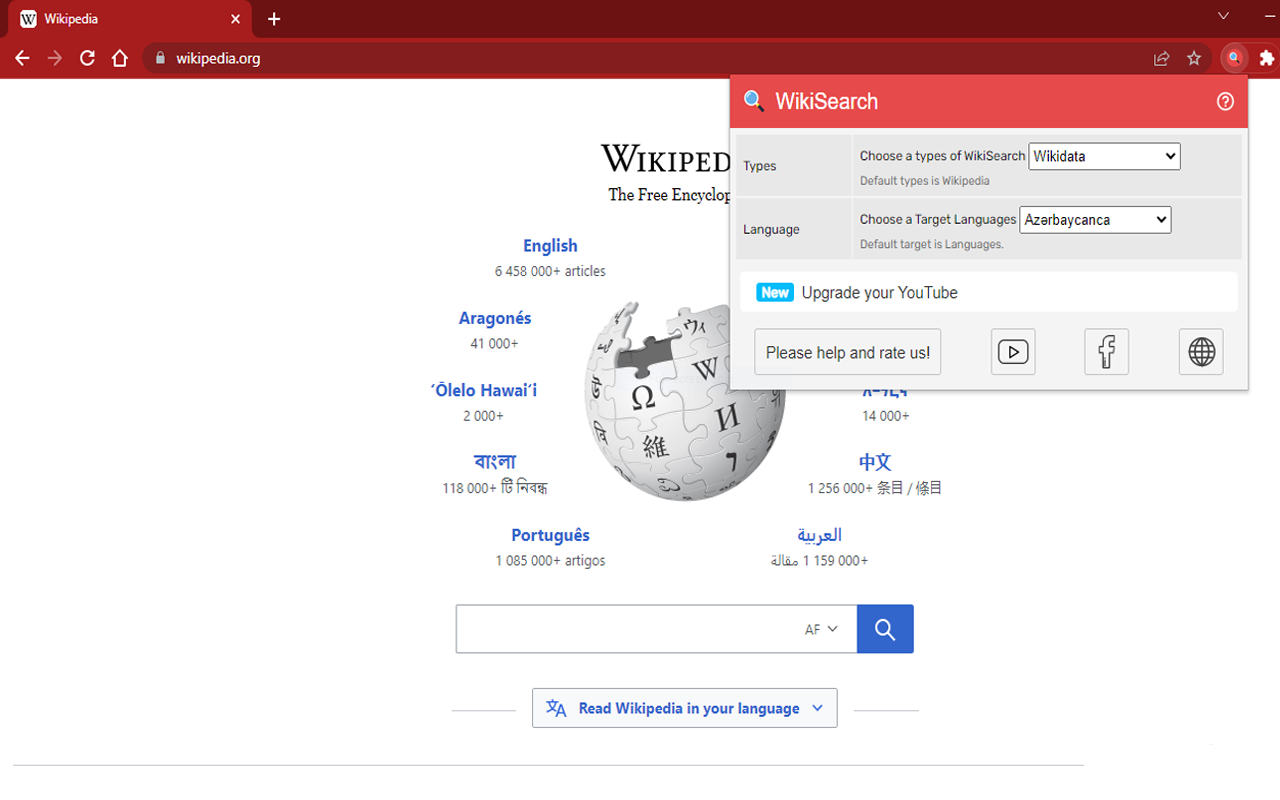 Wikipedia
wikipedia.org
WikiSearch
Types
Choose a types of WikiSearch Wikidata
Default types is Wikipedia
Language
Choose a Target Languages Azərbaycanca
Default target is Languages.
New Upgrade your YouTube
Please help and rate us!
WIKIPED
The Free Encyclop
English
6 458 000+ articles
Aragonés
41 000+
ʻŌlelo Hawaiʻi
2 000+
14 000+
বাংলা
118 000+ টি निबन्ध
中文
1 256 000+ 条目 / 條目
Português
1 085 000+ artigos
العربية
1 159 000+ مقالة
Ω
W
И
維
AF
Read Wikipedia in your language